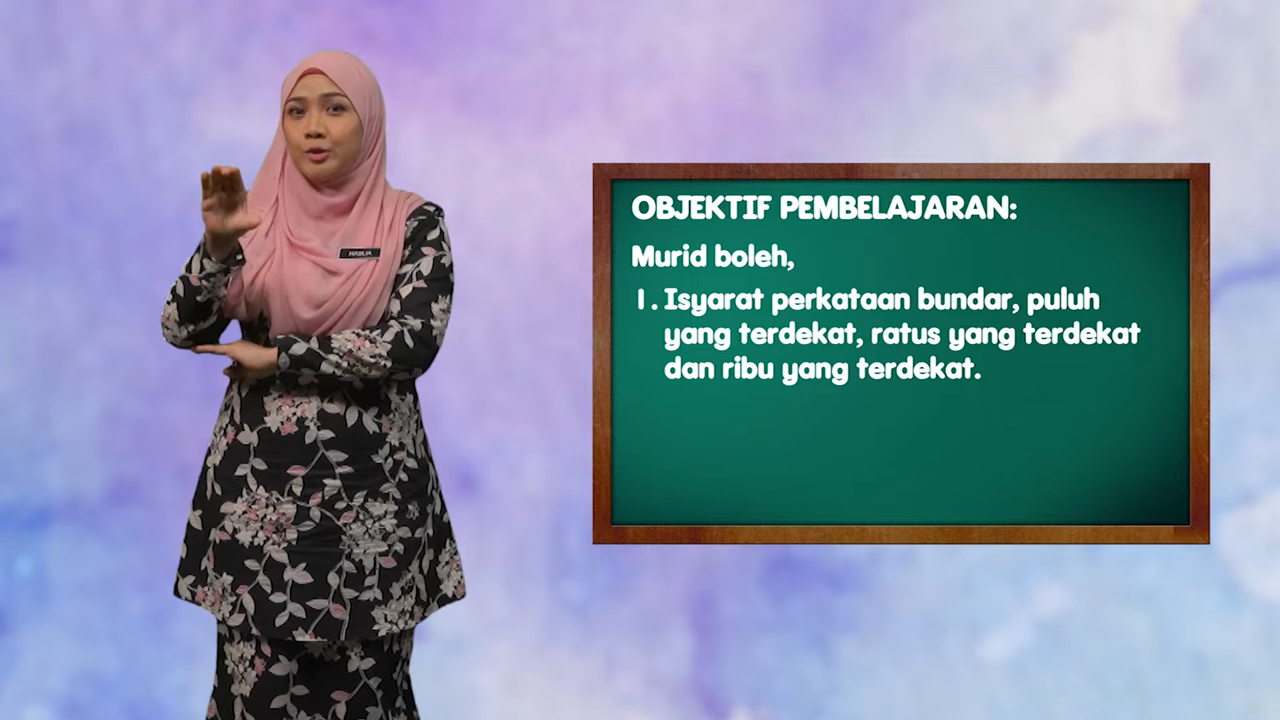 OBJEKTIF PEMBELAJARAN:
Murid boleh,
1. Isyarat perkataan bundar, puluh
yang terdekat, ratus yang terdekat
dan ribu yang terdekat.